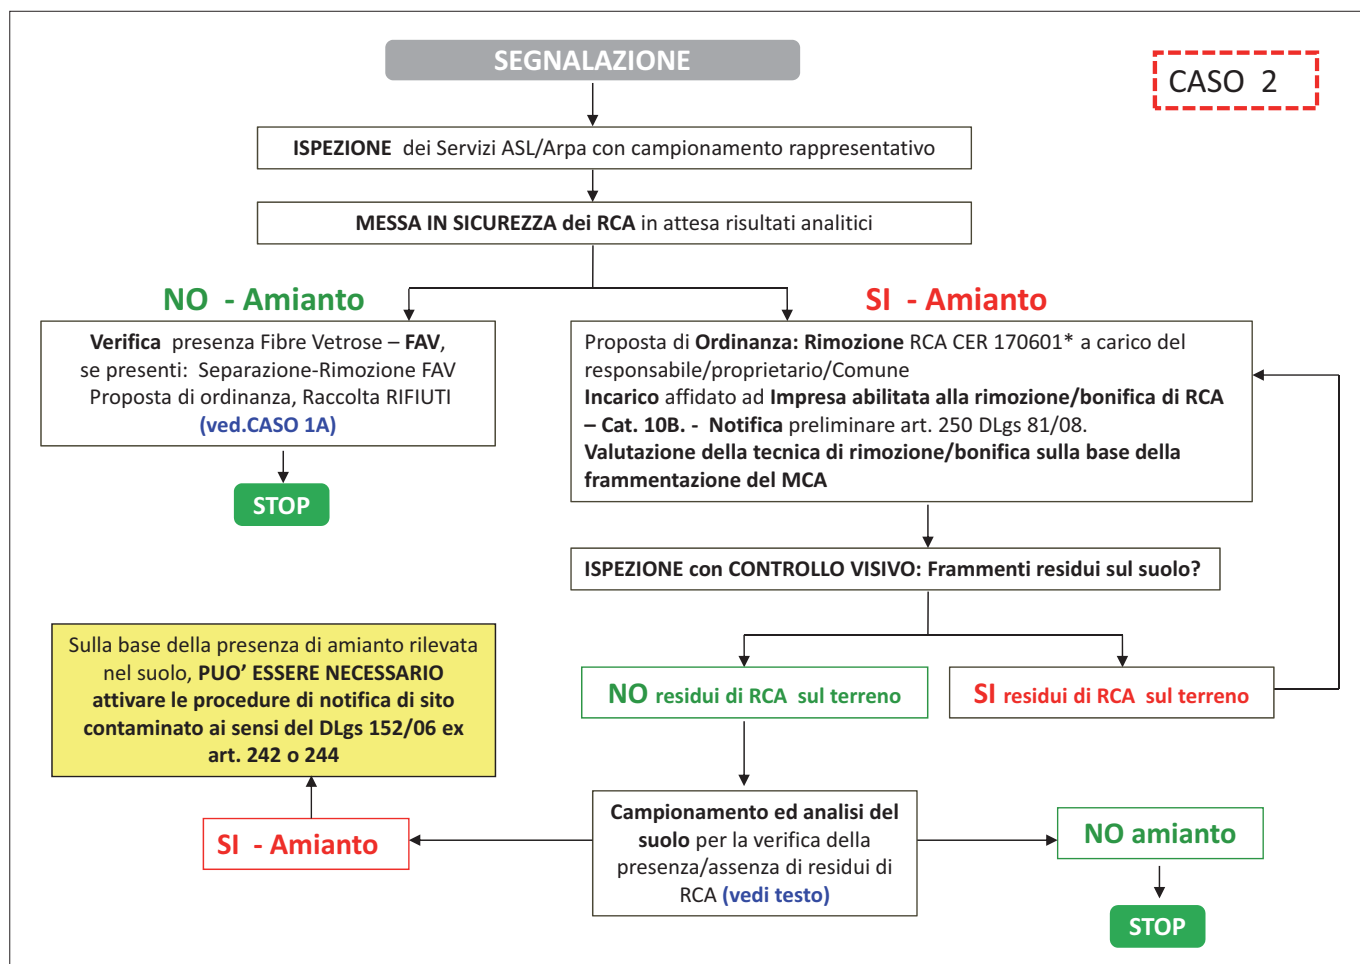 SEGNALAZIONE
CASO 2
ISPEZIONE dei Servizi ASL/Arpa con campionamento rappresentativo
MESSA IN SICUREZZA dei RCA in attesa risultati analitici
NO - Amianto
SI - Amianto
Verifica presenza Fibre Vetrose – FAV,
se presenti: Separazione-Rimozione FAV
Proposta di ordinanza, Raccolta RIFIUTI
(ved.CASO 1A)
STOP
Proposta di Ordinanza: Rimozione RCA CER 170601* a carico del
responsabile/proprietario/Comune
Incarico affidato ad Impresa abilitata alla rimozione/bonifica di RCA
– Cat. 10B. - Notifica preliminare art. 250 DLgs 81/08.
Valutazione della tecnica di rimozione/bonifica sulla base della
frammentazione del MCA
ISPEZIONE con CONTROLLO VISIVO: Frammenti residui sul suolo?
NO residui di RCA sul terreno
SI residui di RCA sul terreno
Sulla base della presenza di amianto rilevata
nel suolo, PUO’ ESSERE NECESSARIO
attivare le procedure di notifica di sito
contaminato ai sensi del DLgs 152/06 ex
art. 242 o 244
SI - Amianto
Campionamento ed analisi del
suolo per la verifica della
presenza/assenza di residui di
RCA (vedi testo)
NO amianto
STOP